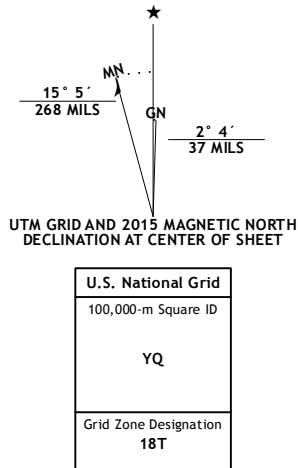 ★
MN
GN
15° 5´
268 MILS
2° 4´
37 MILS
UTM GRID AND 2015 MAGNETIC NORTH
DECLINATION AT CENTER OF SHEET
U.S. National Grid
100,000-m Square ID
YQ
Grid Zone Designation
18T